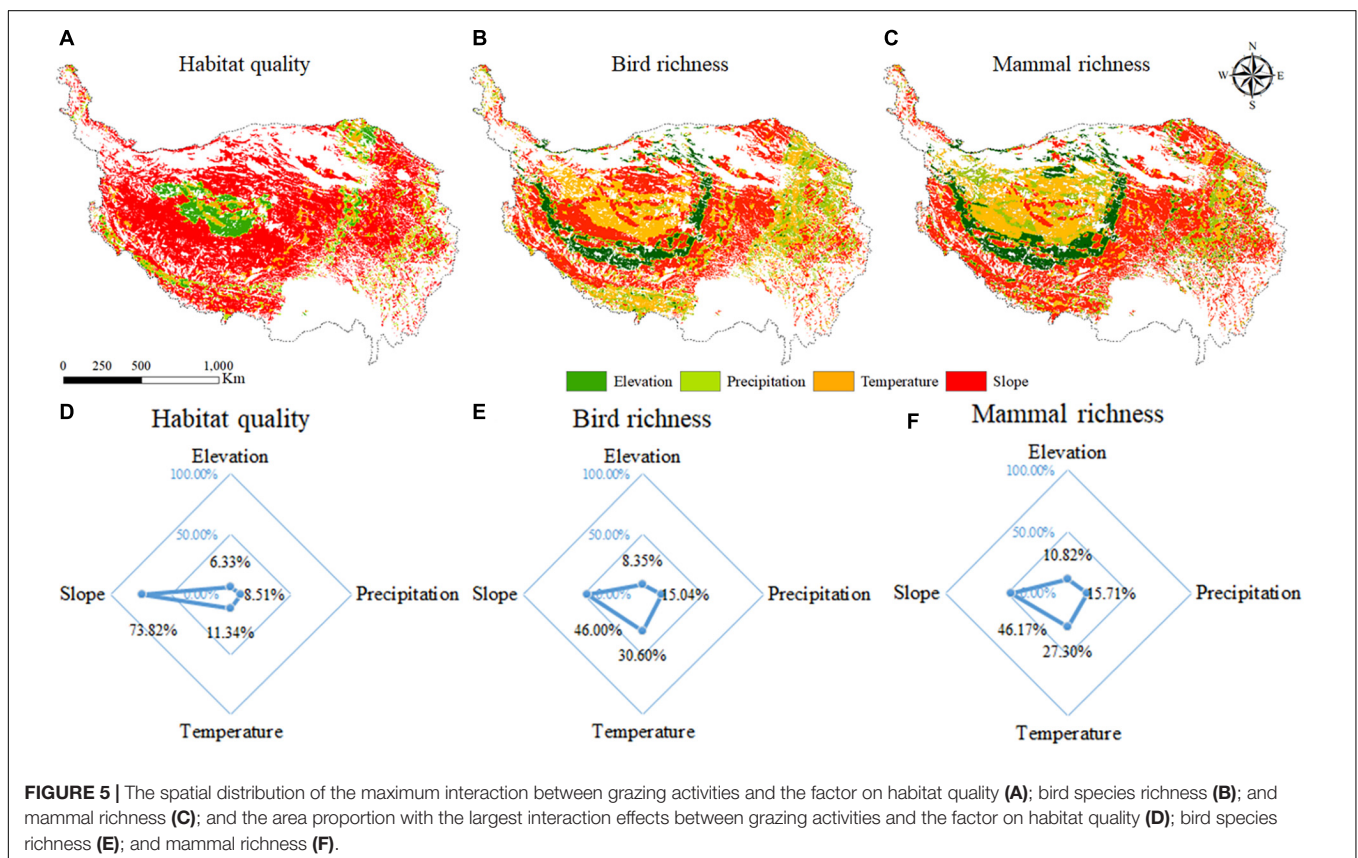 A
Habitat quality
B
Bird richness
C
Mammal richness
N
W E
S
0 250 500 1,000
Km
Elevation Precipitation Temperature Slope
D
Habitat quality
Elevation
100.00%
50.00%
6.33%
Slope
0.00%
8.51%
Precipitation
73.82%
11.34%
Temperature
E
Bird richness
Elevation
100.00%
50.00%
8.35%
Slope
0.00%
15.04%
Precipitation
46.00%
30.60%
Temperature
F
Mammal richness
Elevation
100.00%
50.00%
10.82%
Slope
0.00%
15.71%
Precipitation
46.17%
27.30%
Temperature
FIGURE 5 | The spatial distribution of the maximum interaction between grazing activities and the factor on habitat quality (A); bird species richness (B); and
mammal richness (C); and the area proportion with the largest interaction effects between grazing activities and the factor on habitat quality (D); bird species
richness (E); and mammal richness (F).